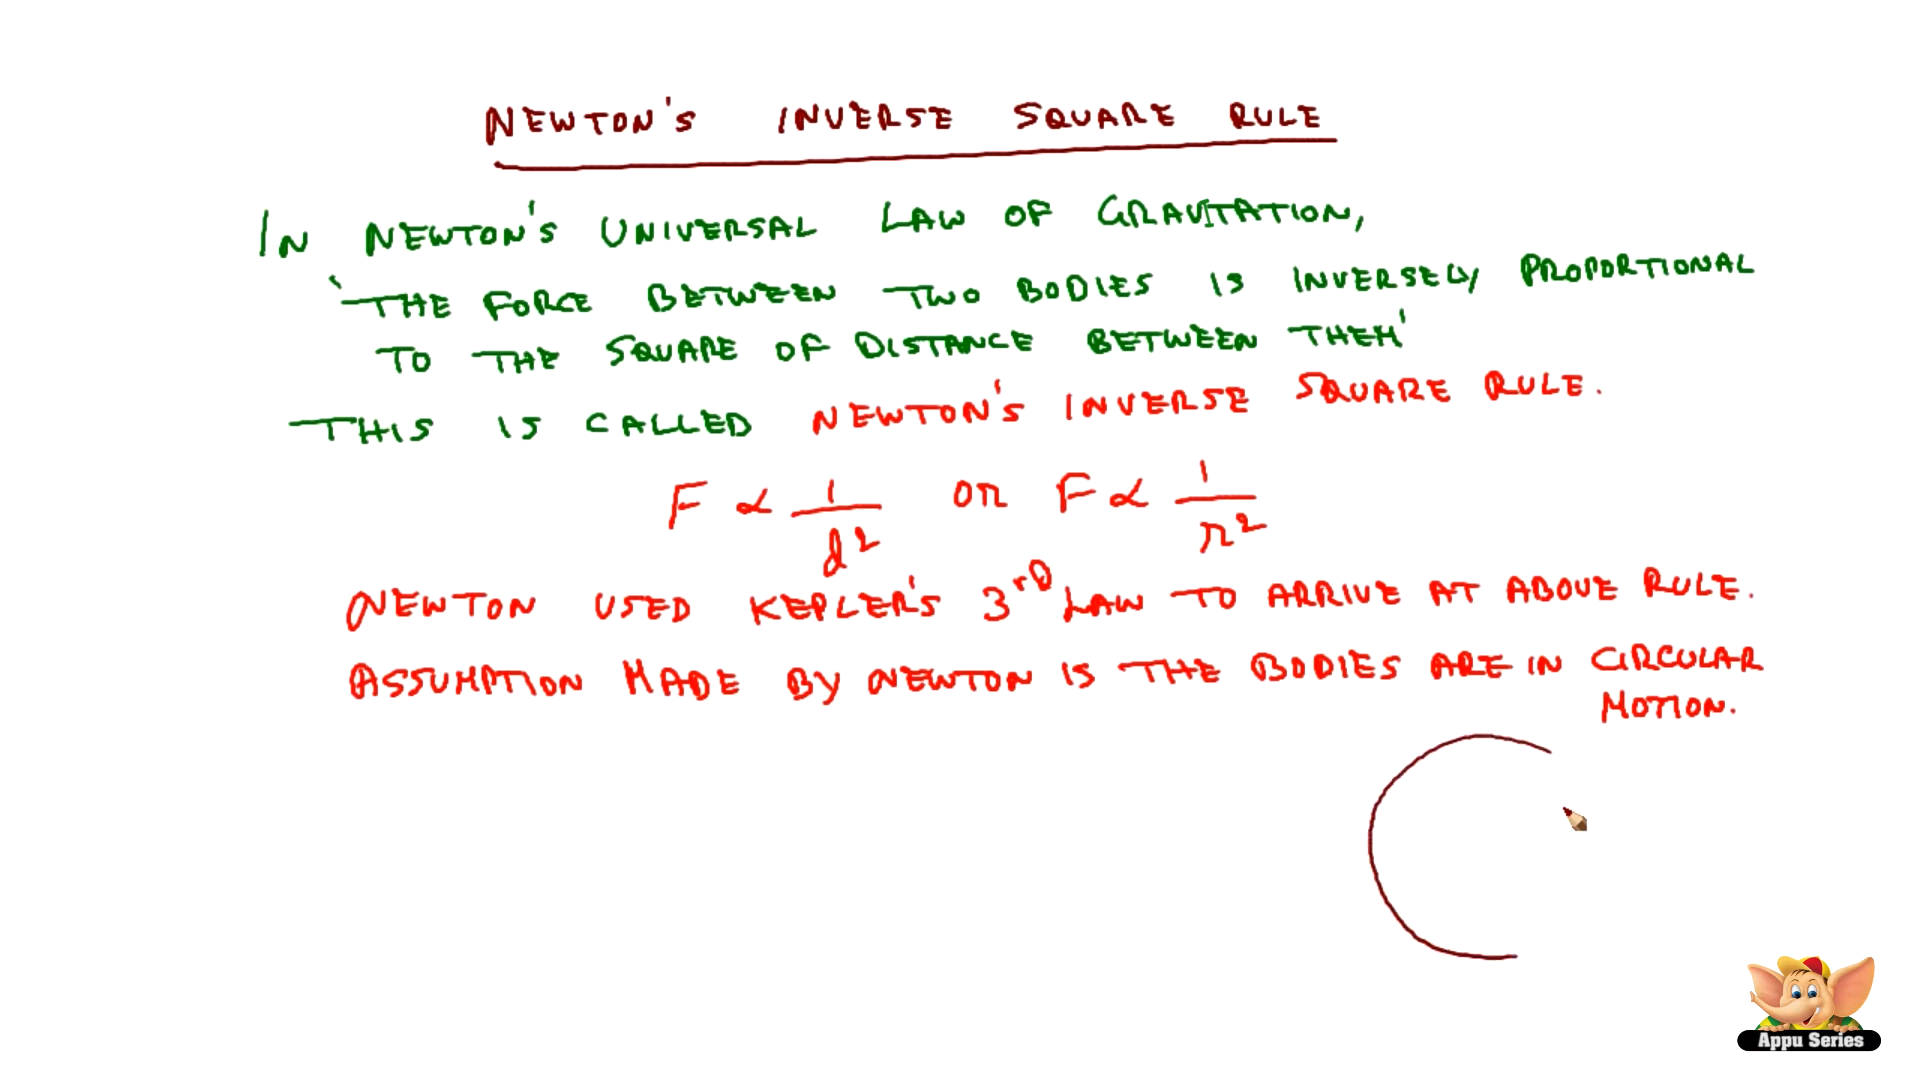 NEWTON'S INVERSE SQUARE RULE
IN NEWTON'S UNIVERSAL LAW OF GRAVITATION,
'THE FORCE BETWEEN TWO BODIES IS INVERSELY PROPORTIONAL
TO THE SQUARE OF DISTANCE BETWEEN THEM'
THIS IS CALLED NEWTON'S INVERSE SQUARE RULE.
F ∝ 1/d² OR F ∝ 1/r²
NEWTON USED KEPLER'S 3rD LAW TO ARRIVE AT ABOVE RULE.
ASSUMPTION MADE BY NEWTON IS THE BODIES ARE IN CIRCULAR
MOTION.
Appu Series